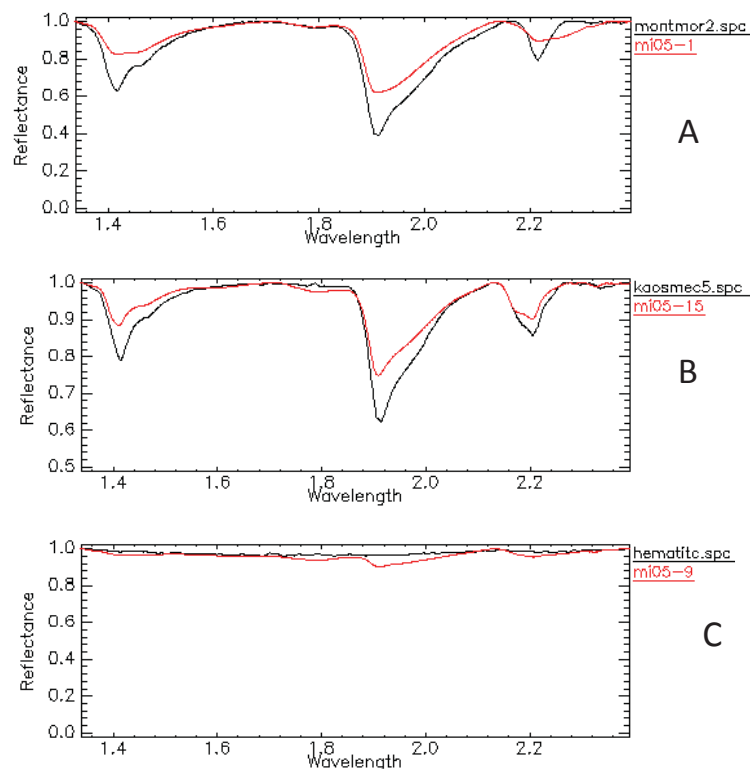 1.0
0.8
0.6
0.4
0.2
0.0
Reflectance
1.4
1.6
1.8
2.0
2.2
Wavelength
montmor2.spc
mi05-1
A
1.0
0.9
0.8
0.7
0.6
0.5
Reflectance
1.4
1.6
1.8
2.0
2.2
Wavelength
kaosmec5.spc
mi05-15
B
1.0
0.8
0.6
0.4
0.2
0.0
Reflectance
1.4
1.6
1.8
2.0
2.2
Wavelength
hematitc.spc
mi05-9
C